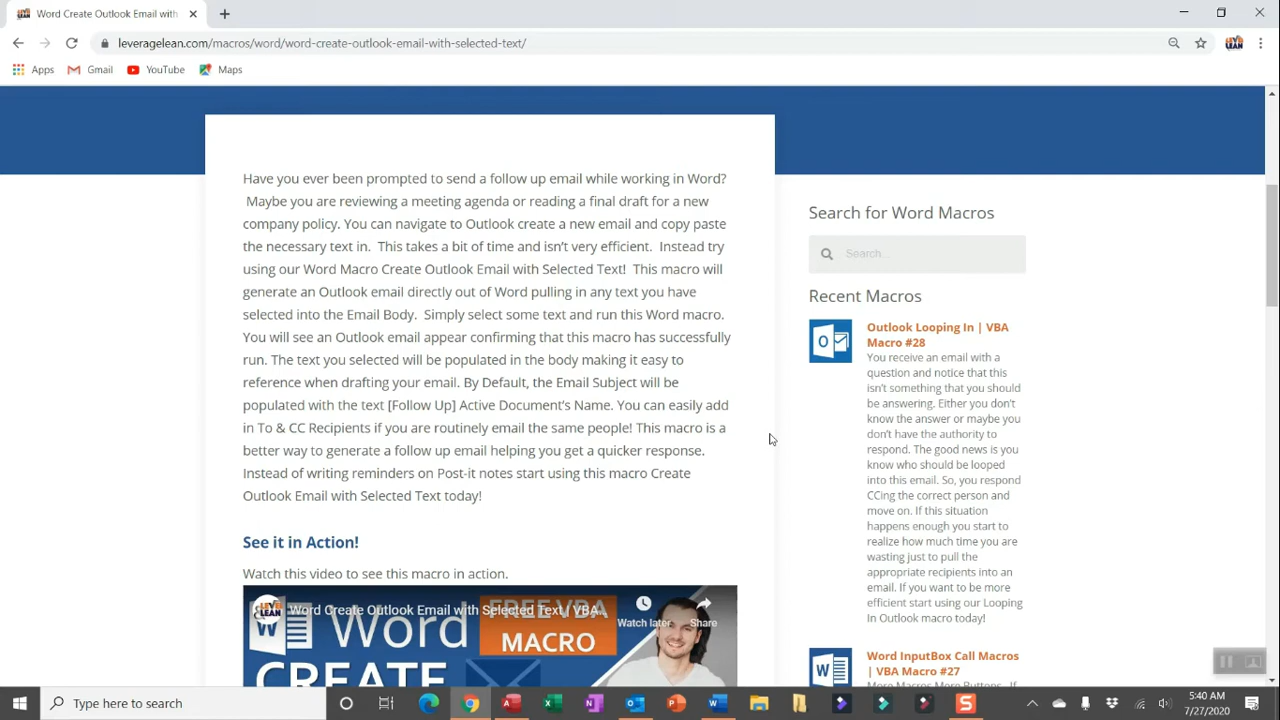 Word Create Outlook Email with
leveragelean.com/macros/word/word-create-outlook-email-with-selected-text/
Apps Gmail YouTube Maps
Have you ever been prompted to send a follow up email while working in Word?
Maybe you are reviewing a meeting agenda or reading a final draft for a new
company policy. You can navigate to Outlook create a new email and copy paste
the necessary text in. This takes a bit of time and isn't very efficient. Instead try
using our Word Macro Create Outlook Email with Selected Text! This macro will
generate an Outlook email directly out of Word pulling in any text you have
selected into the Email Body. Simply select some text and run this Word macro.
You will see an Outlook email appear confirming that this macro has successfully
run. The text you selected will be populated in the body making it easy to
reference when drafting your email. By Default, the Email Subject will be
populated with the text [Follow Up] Active Document's Name. You can easily add
in To & CC Recipients if you are routinely email the same people! This macro is a
better way to generate a follow up email helping you get a quicker response.
Instead of writing reminders on Post-it notes start using this macro Create
Outlook Email with Selected Text today!
See it in Action!
Watch this video to see this macro in action.
Word Create Outlook Email with Selected Text | VBA...
Watch later
Share
FREE VBA
MACRO
Word
CREATE
Search for Word Macros
Search...
Recent Macros
Outlook Looping In | VBA
Macro #28
You receive an email with a
question and notice that this
isn't something that you should
be answering. Either you don't
know the answer or maybe you
don't have the authority to
respond. The good news is you
know who should be looped
into this email. So, you respond
CCing the correct person and
move on. If this situation
happens enough you start to
realize how much time you are
wasting just to pull the
appropriate recipients into an
email. If you want to be more
efficient start using our Looping
In Outlook macro today!
Word InputBox Call Macros
| VBA Macro #27
More Macros More Buttons. If
Type here to search
5:40 AM
7/27/2020